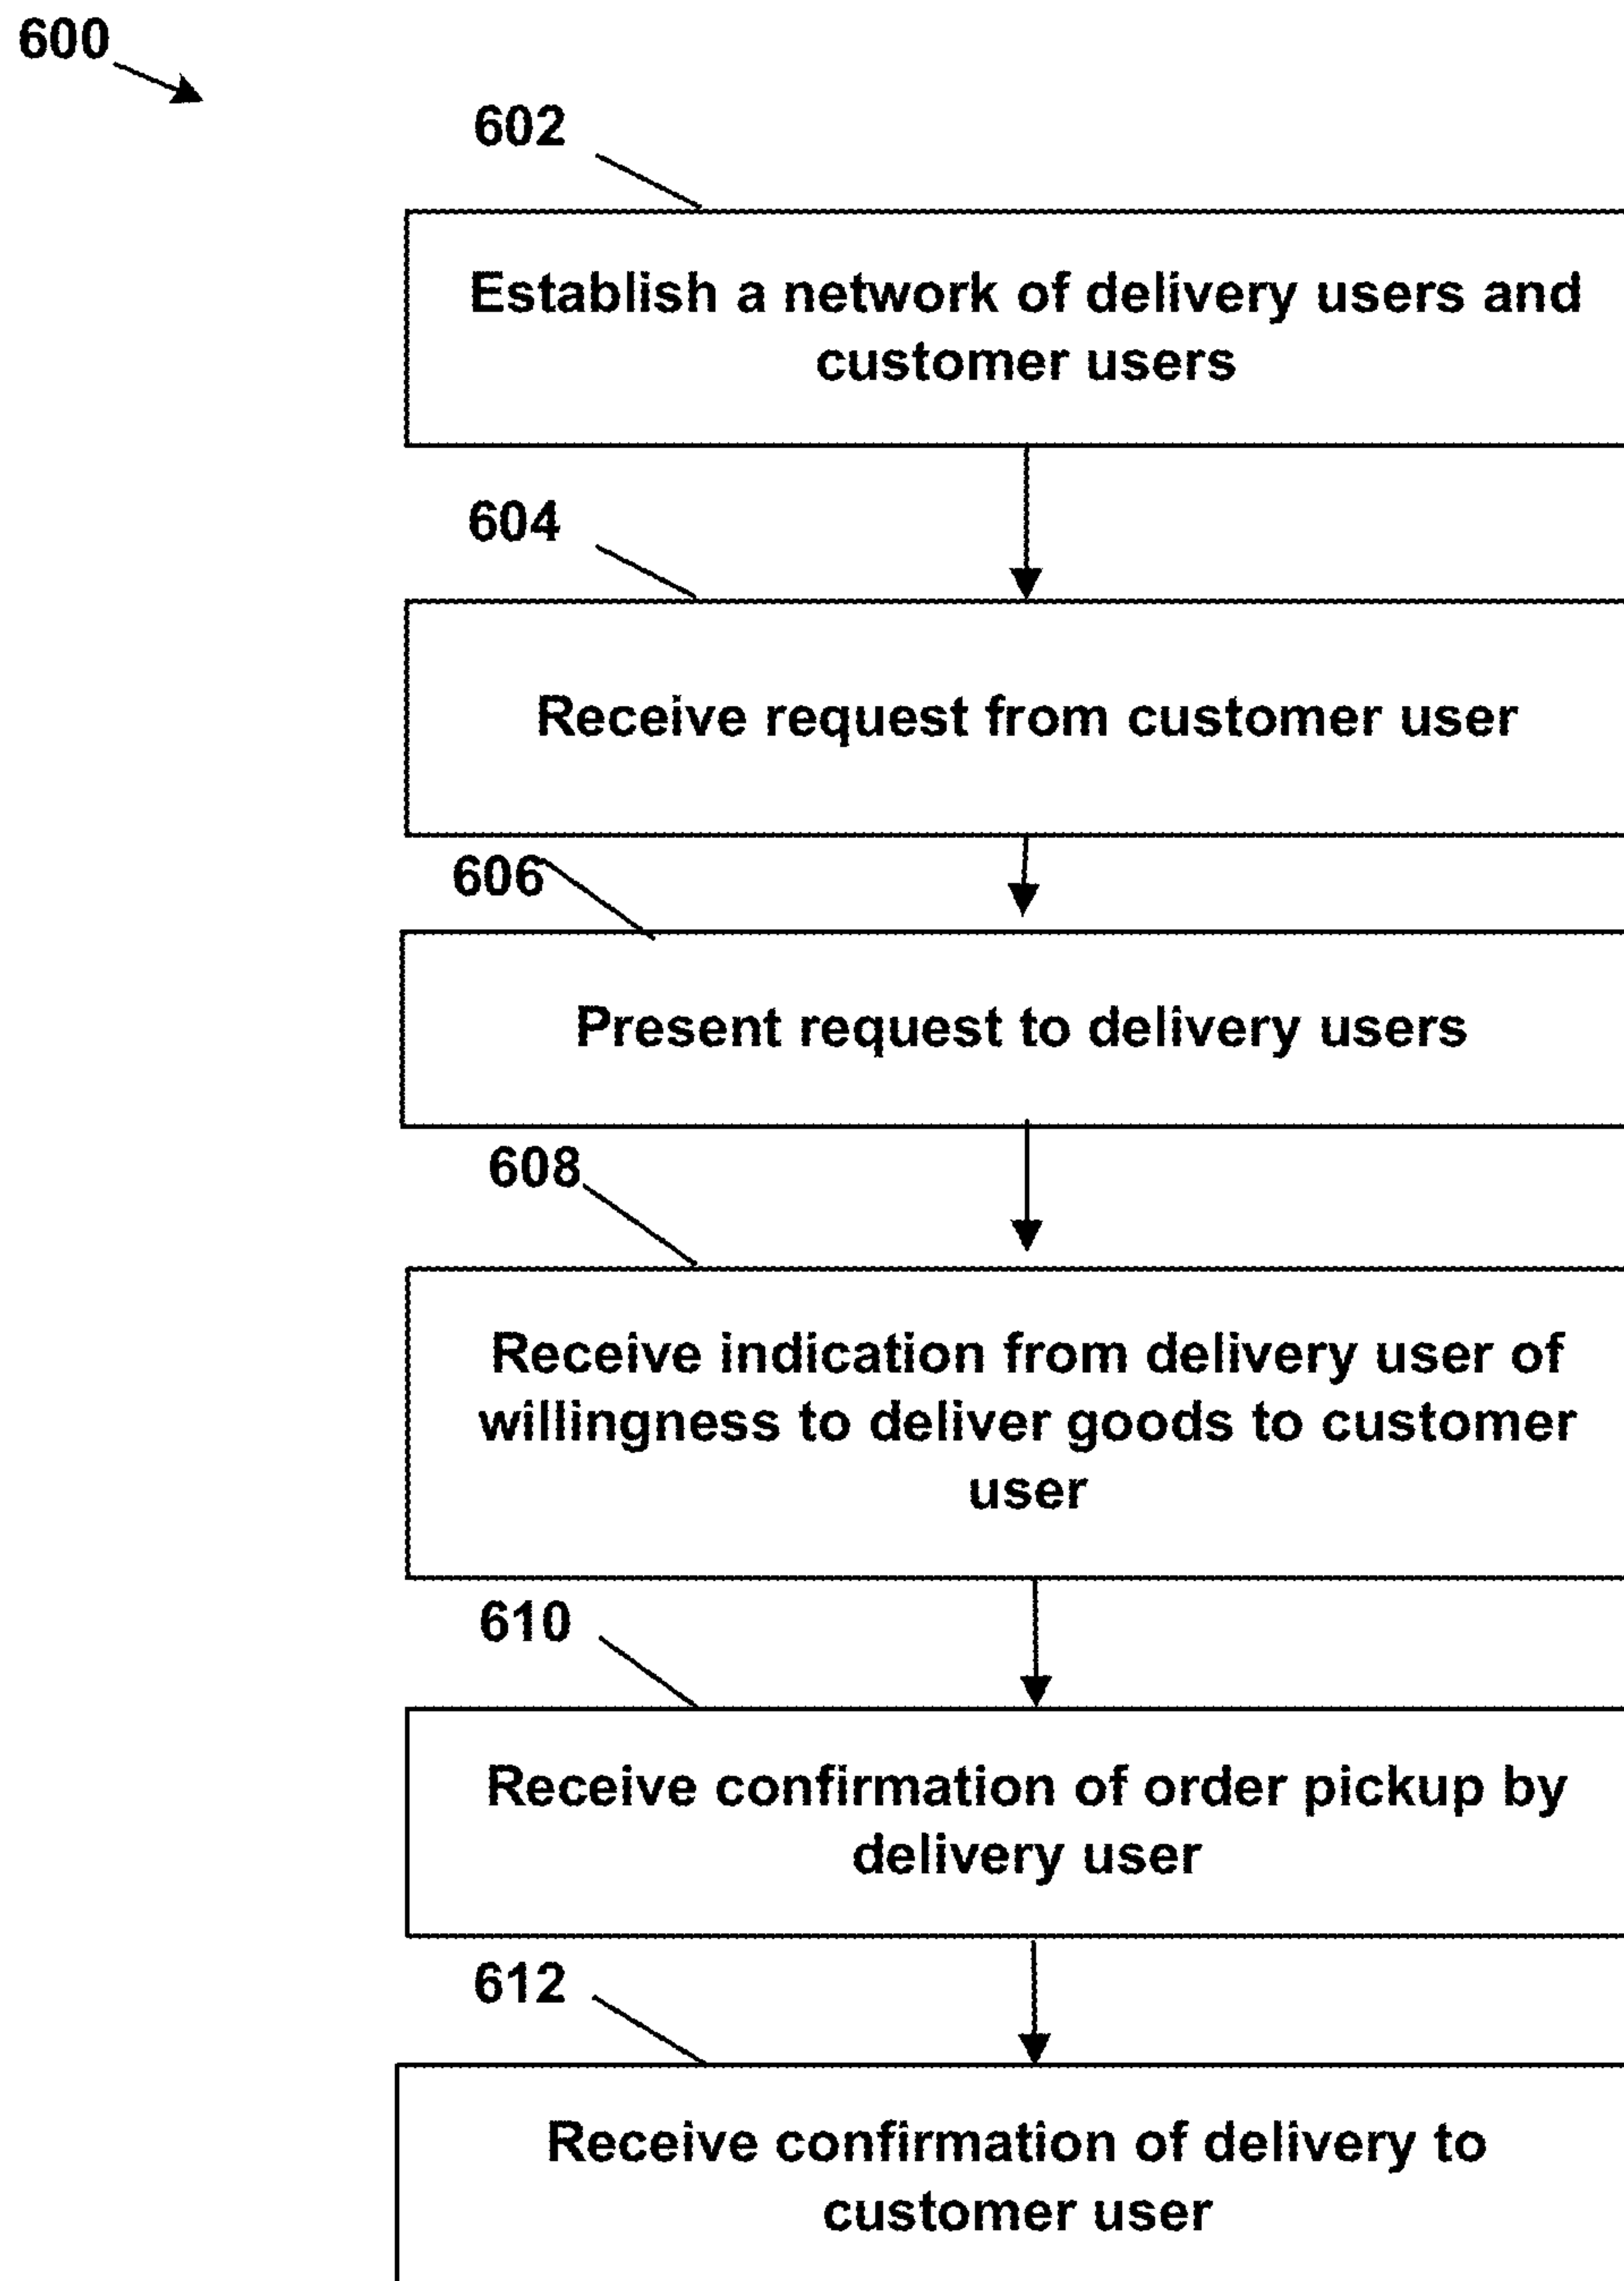 600
602
Establish a network of delivery users and
customer users
604
Receive request from customer user
606
Present request to delivery users
608
Receive indication from delivery user of
willingness to deliver goods to customer
user
610
Receive confirmation of order pickup by
delivery user
612
Receive confirmation of delivery to
customer user